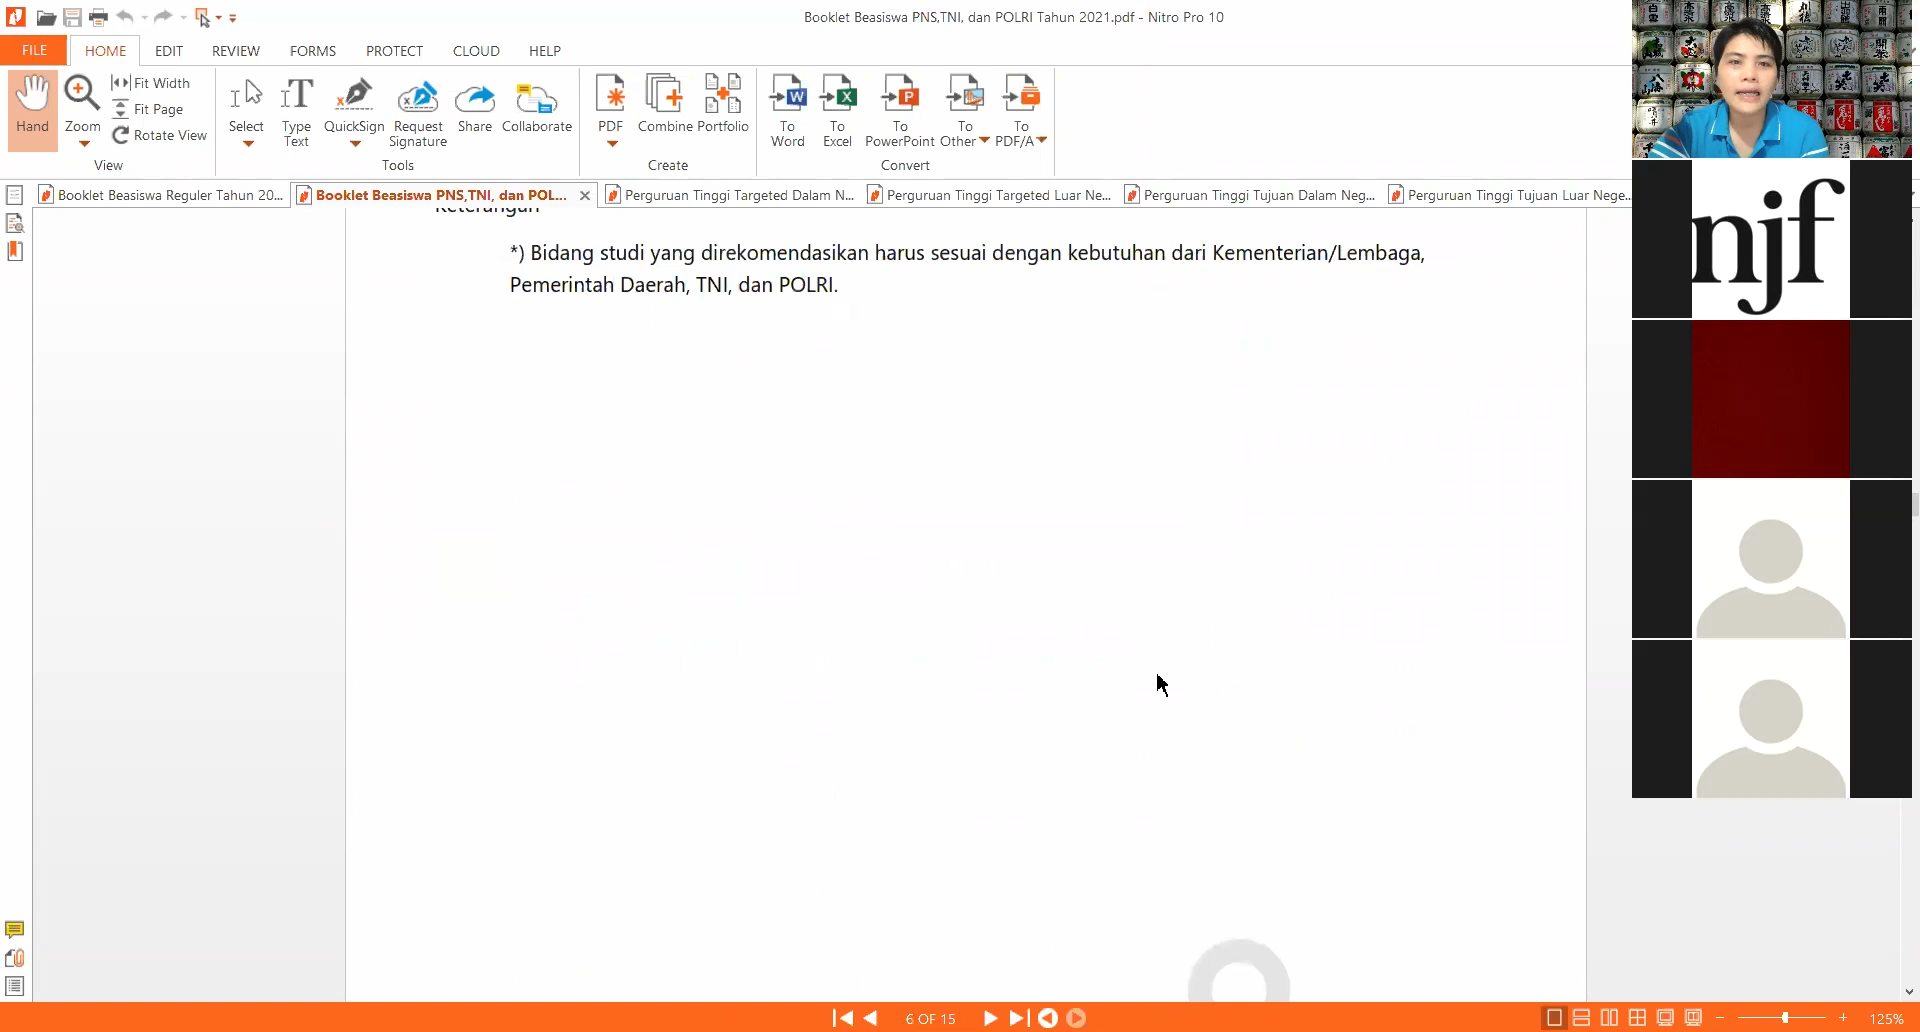 Booklet Beasiswa PNS,TNI, dan POLRI Tahun 2021.pdf - Nitro Pro 10
FILE HOME EDIT REVIEW FORMS PROTECT CLOUD HELP
Hand
Zoom
Fit Width
Fit Page
Rotate View
View
Select
Type Text
QuickSign
Request Signature
Share
Collaborate
Tools
PDF
Combine
Portfolio
Create
To Word
To Excel
To PowerPoint
To Other
To PDF/A
Convert
Booklet Beasiswa Reguler Tahun 20...
Booklet Beasiswa PNS,TNI, dan POL...
Perguruan Tinggi Targeted Dalam N...
Perguruan Tinggi Targeted Luar Ne...
Perguruan Tinggi Tujuan Dalam Neg...
Perguruan Tinggi Tujuan Luar Nege...
Keterangan
*) Bidang studi yang direkomendasikan harus sesuai dengan kebutuhan dari Kementerian/Lembaga,
Pemerintah Daerah, TNI, dan POLRI.
njf
6 OF 15
125%